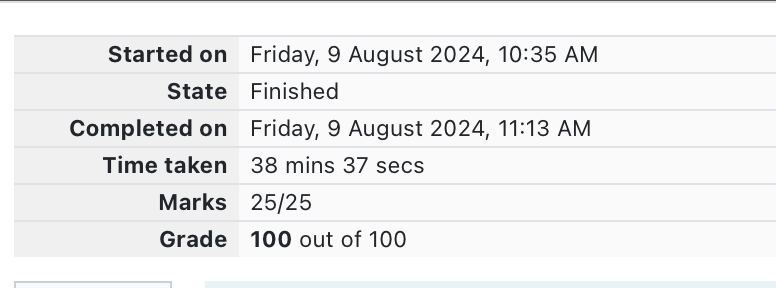 Started on Friday, 9 August 2024, 10:35 AM
State Finished
Completed on Friday, 9 August 2024, 11:13 AM
Time taken 38 mins 37 secs
Marks 25/25
Grade 100 out of 100